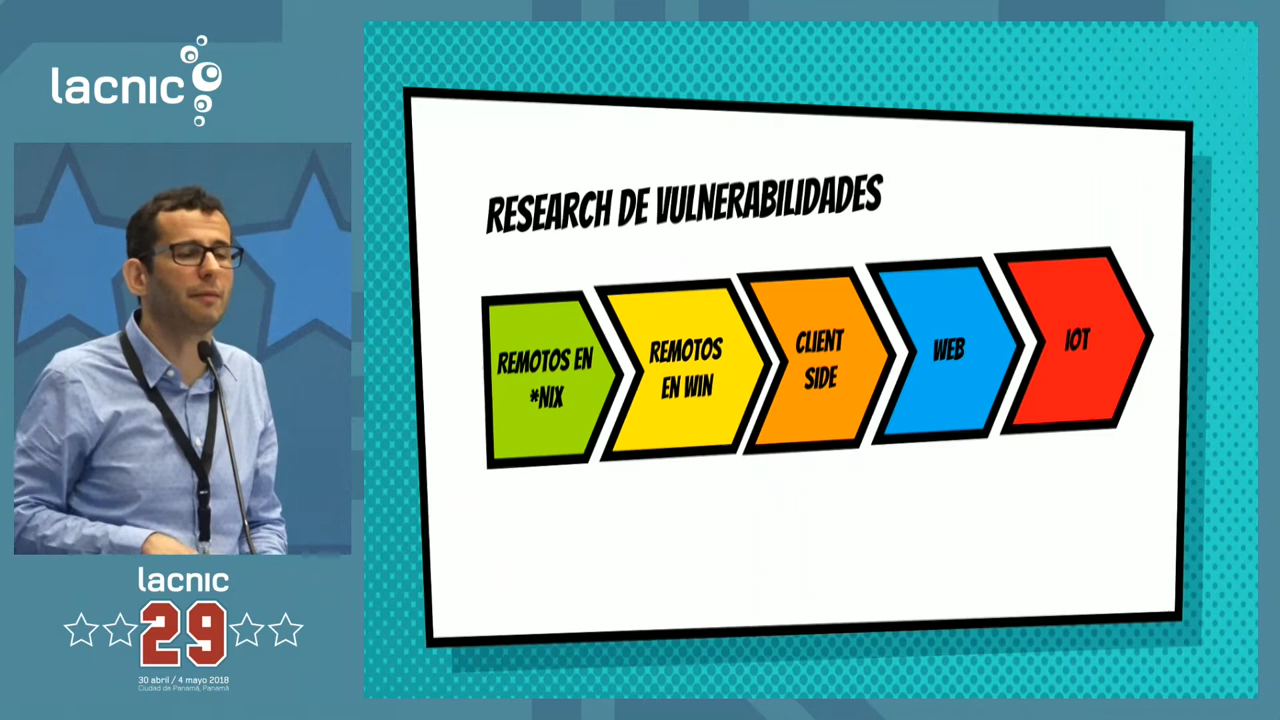 lacnic
RESEARCH DE VULNERABILIDADES
REMOTOS EN
*NIX
REMOTOS
EN WIN
CLIENT
SIDE
WEB
IOT
lacnic
29
30 abril / 4 mayo 2018
Ciudad de Panamá, Panamá